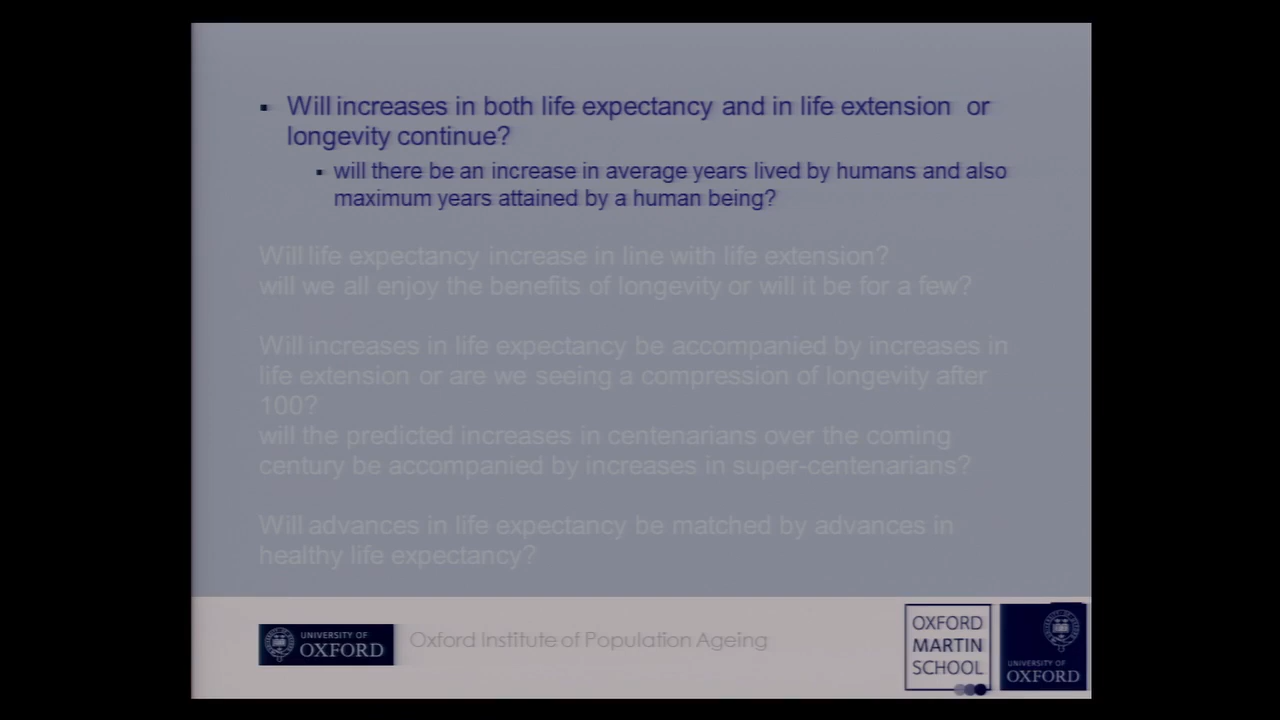 ▪ Will increases in both life expectancy and in life extension or
longevity continue?
▪ will there be an increase in average years lived by humans and also
maximum years attained by a human being?
Will life expectancy increase in line with life extension?
will we all enjoy the benefits of longevity or will it be for a few?
Will increases in life expectancy be accompanied by increases in
life extension or are we seeing a compression of longevity after
100?
will the predicted increases in centenarians over the coming
century be accompanied by increases in super-centenarians?
Will advances in life expectancy be matched by advances in
healthy life expectancy?
UNIVERSITY OF
OXFORD
Oxford Institute of Population Ageing
OXFORD
MARTIN
SCHOOL
UNIVERSITY OF
OXFORD